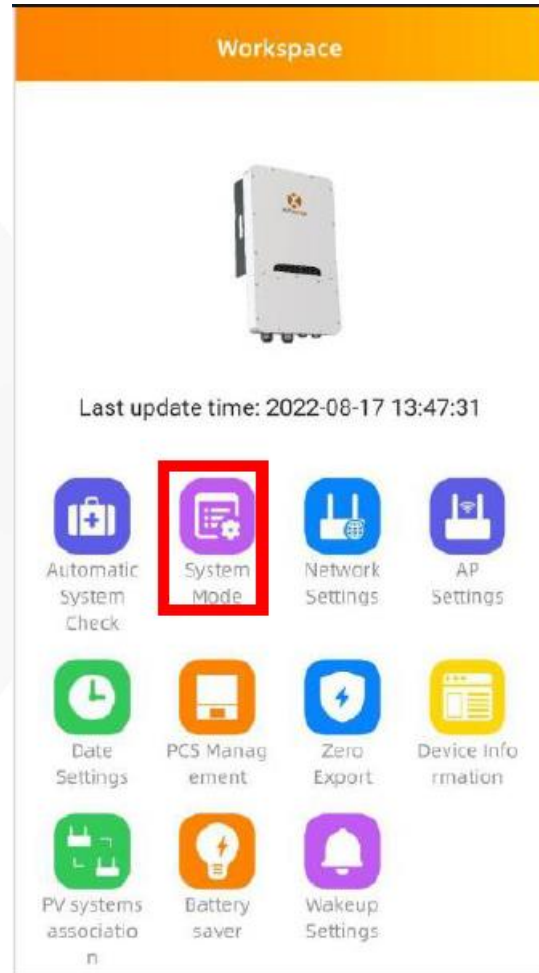 Workspace
Last update time: 2022-08-17 13:47:31
Automatic
System
Check
System
Mode
Network
Settings
AP
Settings
Date
Settings
PCS Manag
ement
Zero
Export
Device Info
rmation
PV systems
associatio
n
Battery
saver
Wakeup
Settings